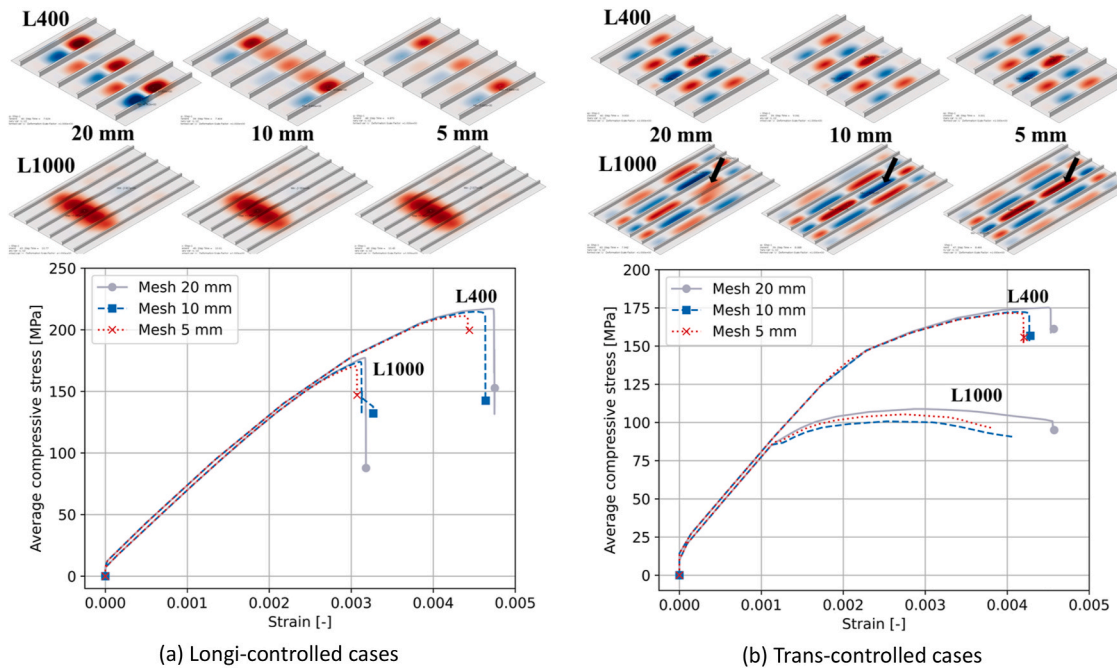 L400
20 mm 10 mm 5 mm
L1000
250
200
150
100
50
0
Average compressive stress [MPa]
Mesh 20 mm
Mesh 10 mm
Mesh 5 mm
L400
L1000
0.000 0.001 0.002 0.003 0.004 0.005
Strain [-]
(a) Longi-controlled cases
L400
20 mm 10 mm 5 mm
L1000
200
175
150
125
100
75
50
25
0
Average compressive stress [MPa]
Mesh 20 mm
Mesh 10 mm
Mesh 5 mm
L400
L1000
0.000 0.001 0.002 0.003 0.004 0.005
Strain [-]
(b) Trans-controlled cases